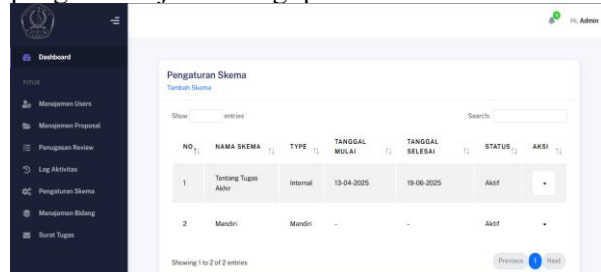 Hi, Admin
Dashboard
FITUR
Manajemen Users
Manajemen Proposal
Penugasan Review
Log Aktivitas
Pengaturan Skema
Manajemen Bidang
Surat Tugas
Pengaturan Skema
Tambah Skema
Show entries
Search:
NO NAMA SKEMA TYPE TANGGAL MULAI TANGGAL SELESAI STATUS AKSI
1 Tentang Tugas Akhir Internal 13-04-2025 19-06-2025 Aktif
2 Mandiri Mandiri - - Aktif
Showing 1 to 2 of 2 entries
Previous 1 Next